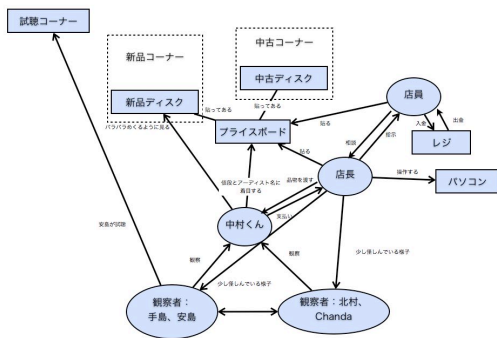 試聴コーナー
新品コーナー
中古コーナー
中古ディスク
新品ディスク
店員
貼ってある
貼ってある
パラパラめくるように見る
プライスボード
貼る
入金
出金
レジ
相談
指示
貼る
店長
操作する
パソコン
値段とアーティスト名に
着目する
品物を渡す
支払い
中村くん
安島が試聴
観察
観察
少し怪しんでいる様子
少し怪しんでいる様子
観察者：
手島、安島
観察者：北村、
Chanda